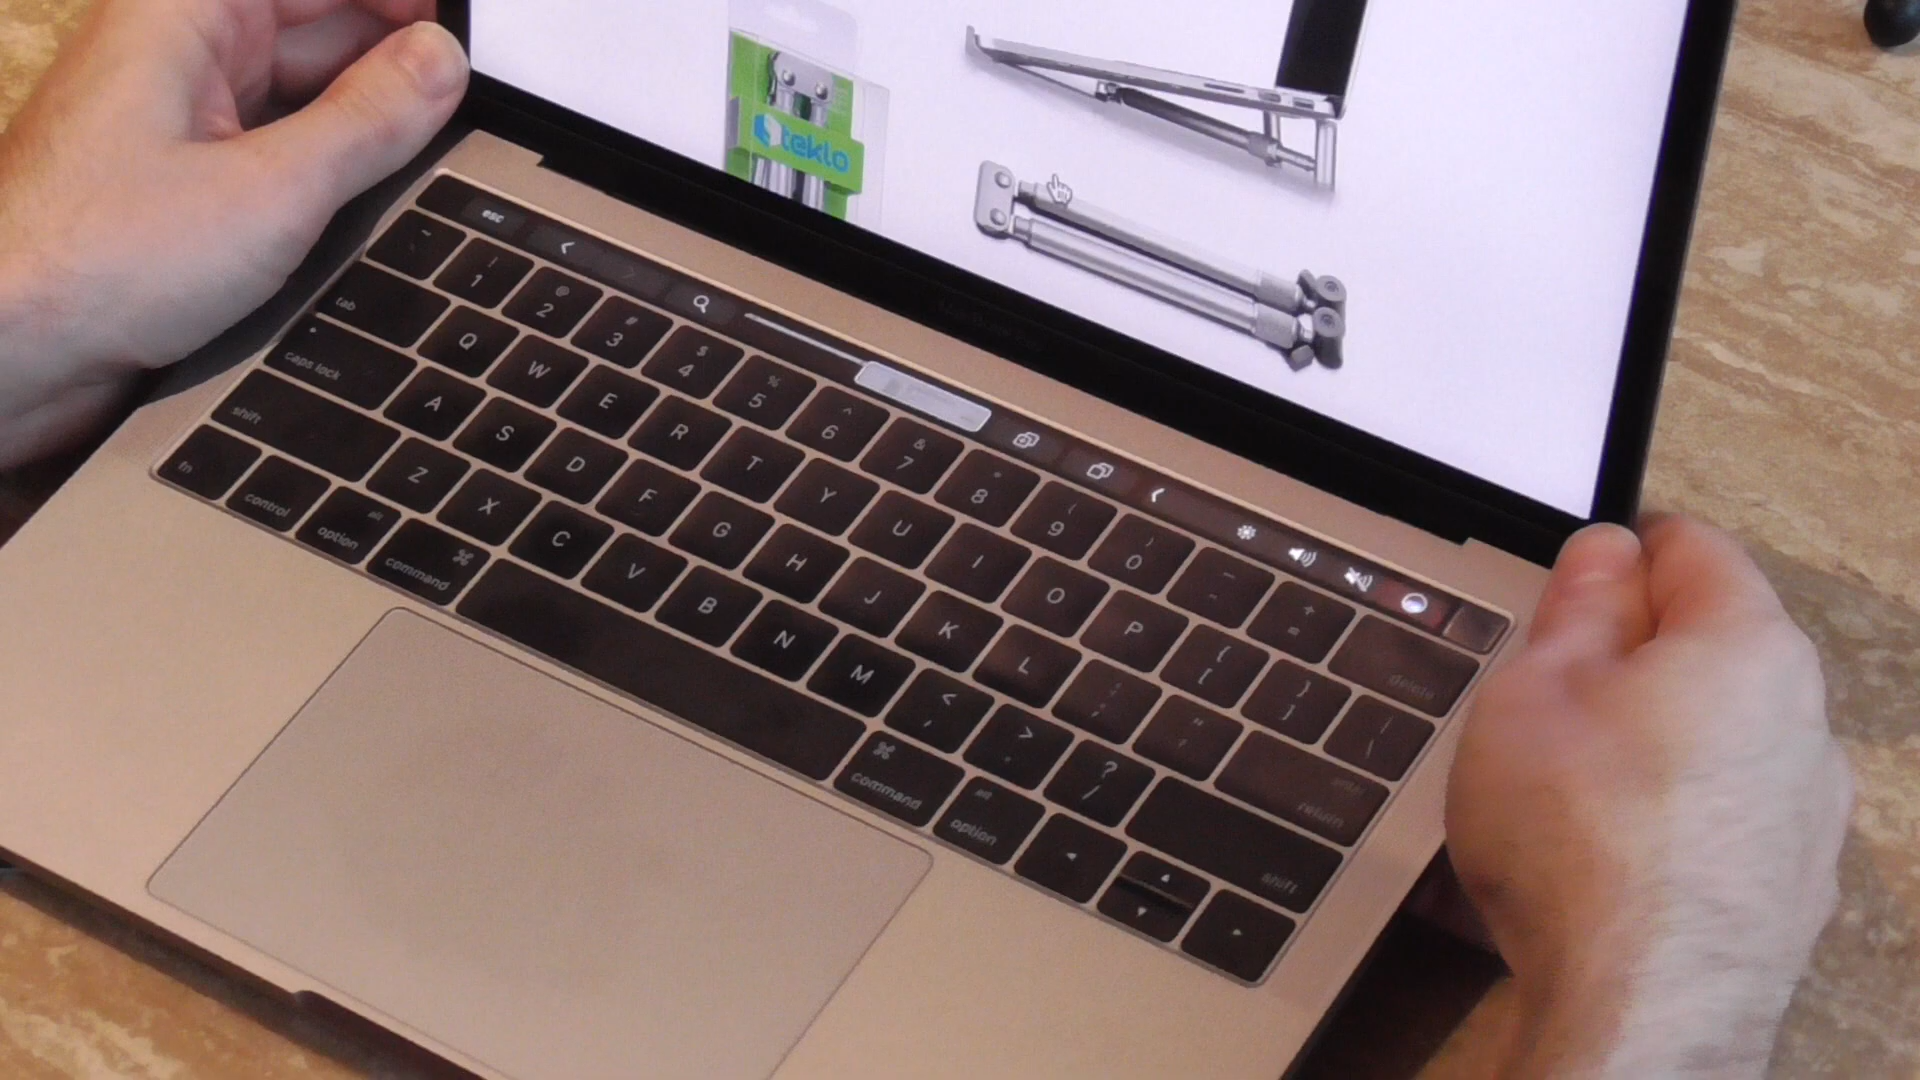 teklo
esc
~
! 1
@ 2
# 3
$ 4
% 5
^ 6
& 7
* 8
( 9
) 0
– -
+ =
delete
tab Q W E R T Y U I O P { [ } ] | \
caps lock A S D F G H J K L : ; " '
enter
return
shift Z X C V B N M < , > . ? / shift
fn control
alt
option
⌘
command
⌘
command
alt
option